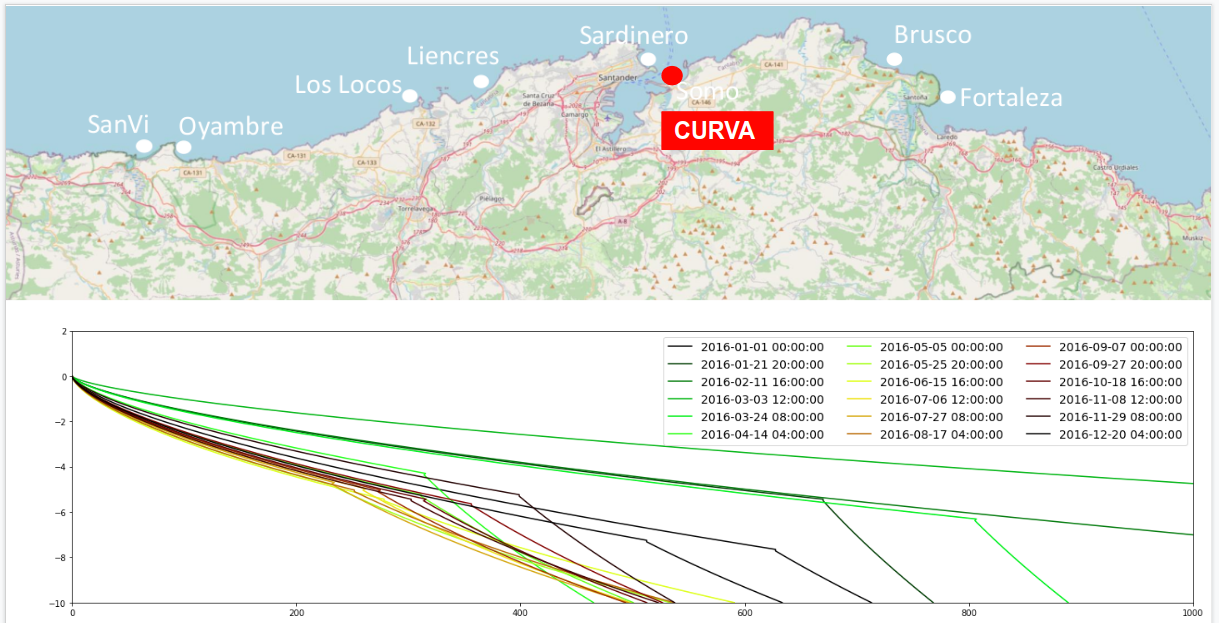 Sardinero
Brusco
Liencres
CA-141
Santander
Los Locos
Somo
Santa Cruz
de Bezana
Santoña
Fortaleza
CA-146
Camargo
SanVi
Oyambre
CA-132
CURVA
Laredo
El Astillero
CA-131
CA-133
Castro Urdiales
CA-131
Piélagos
Torrelavega
A-8
2
0
−2
−4
−6
−8
−10
0
200
400
600
800
1000
2016-01-01 00:00:00
2016-01-21 20:00:00
2016-02-11 16:00:00
2016-03-03 12:00:00
2016-03-24 08:00:00
2016-04-14 04:00:00
2016-05-05 00:00:00
2016-05-25 20:00:00
2016-06-15 16:00:00
2016-07-06 12:00:00
2016-07-27 08:00:00
2016-08-17 04:00:00
2016-09-07 00:00:00
2016-09-27 20:00:00
2016-10-18 16:00:00
2016-11-08 12:00:00
2016-11-29 08:00:00
2016-12-20 04:00:00